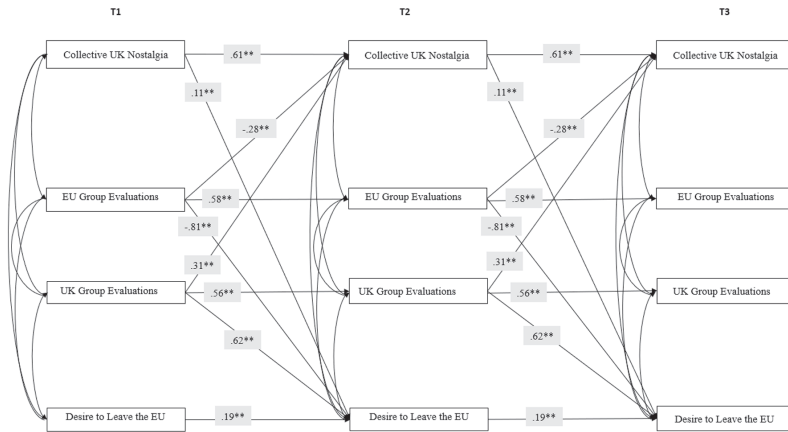 T1 T2 T3
Collective UK Nostalgia .61** Collective UK Nostalgia .61** Collective UK Nostalgia
.11** .11**
-.28** -.28**
EU Group Evaluations .58** EU Group Evaluations .58** EU Group Evaluations
-.81** -.81**
.31** .31**
UK Group Evaluations .56** UK Group Evaluations .56** UK Group Evaluations
.62** .62**
Desire to Leave the EU .19** Desire to Leave the EU .19** Desire to Leave the EU